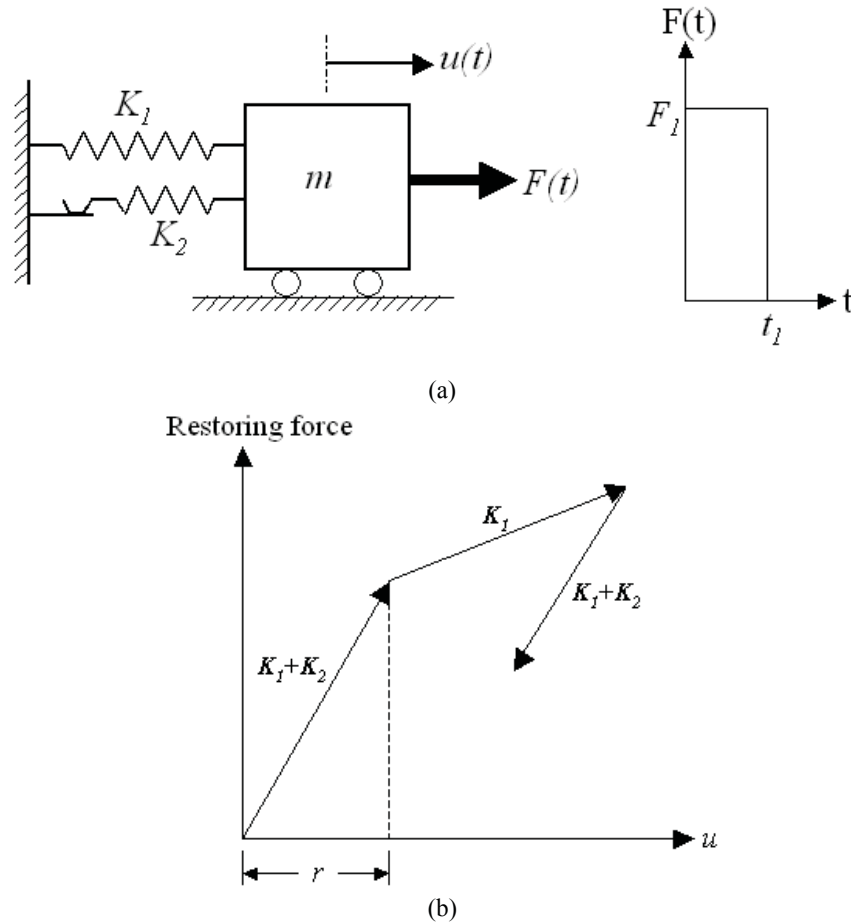 u(t)
F(t)
K₁
F₁
m
F(t)
K₂
t
t₁
(a)
Restoring force
K₁
K₁+K₂
K₁+K₂
u
r
(b)